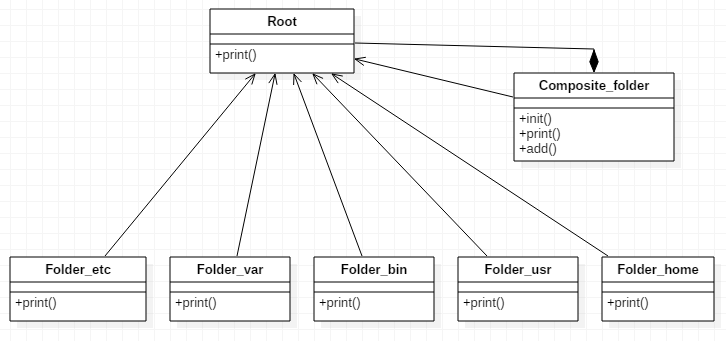 Root
+print()
Composite_folder
+init()
+print()
+add()
Folder_etc
+print()
Folder_var
+print()
Folder_bin
+print()
Folder_usr
+print()
Folder_home
+print()